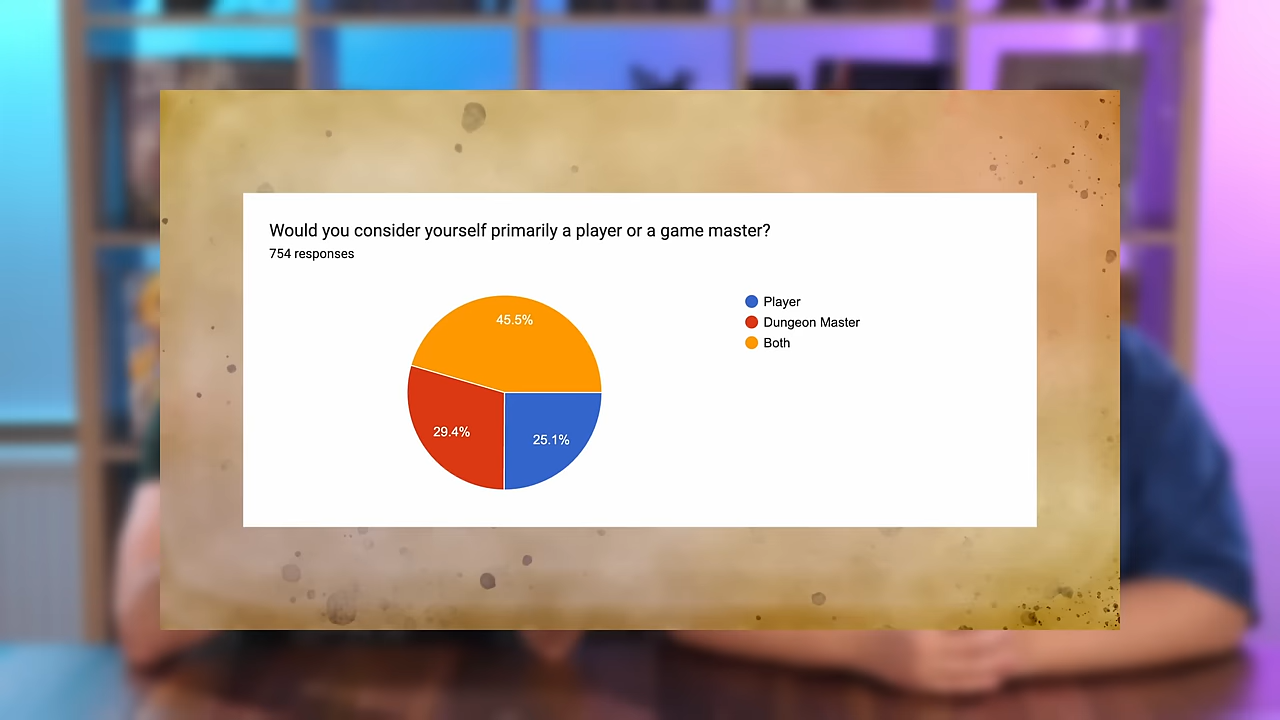 Would you consider yourself primarily a player or a game master?
754 responses
45.5%
29.4%
25.1%
Player
Dungeon Master
Both